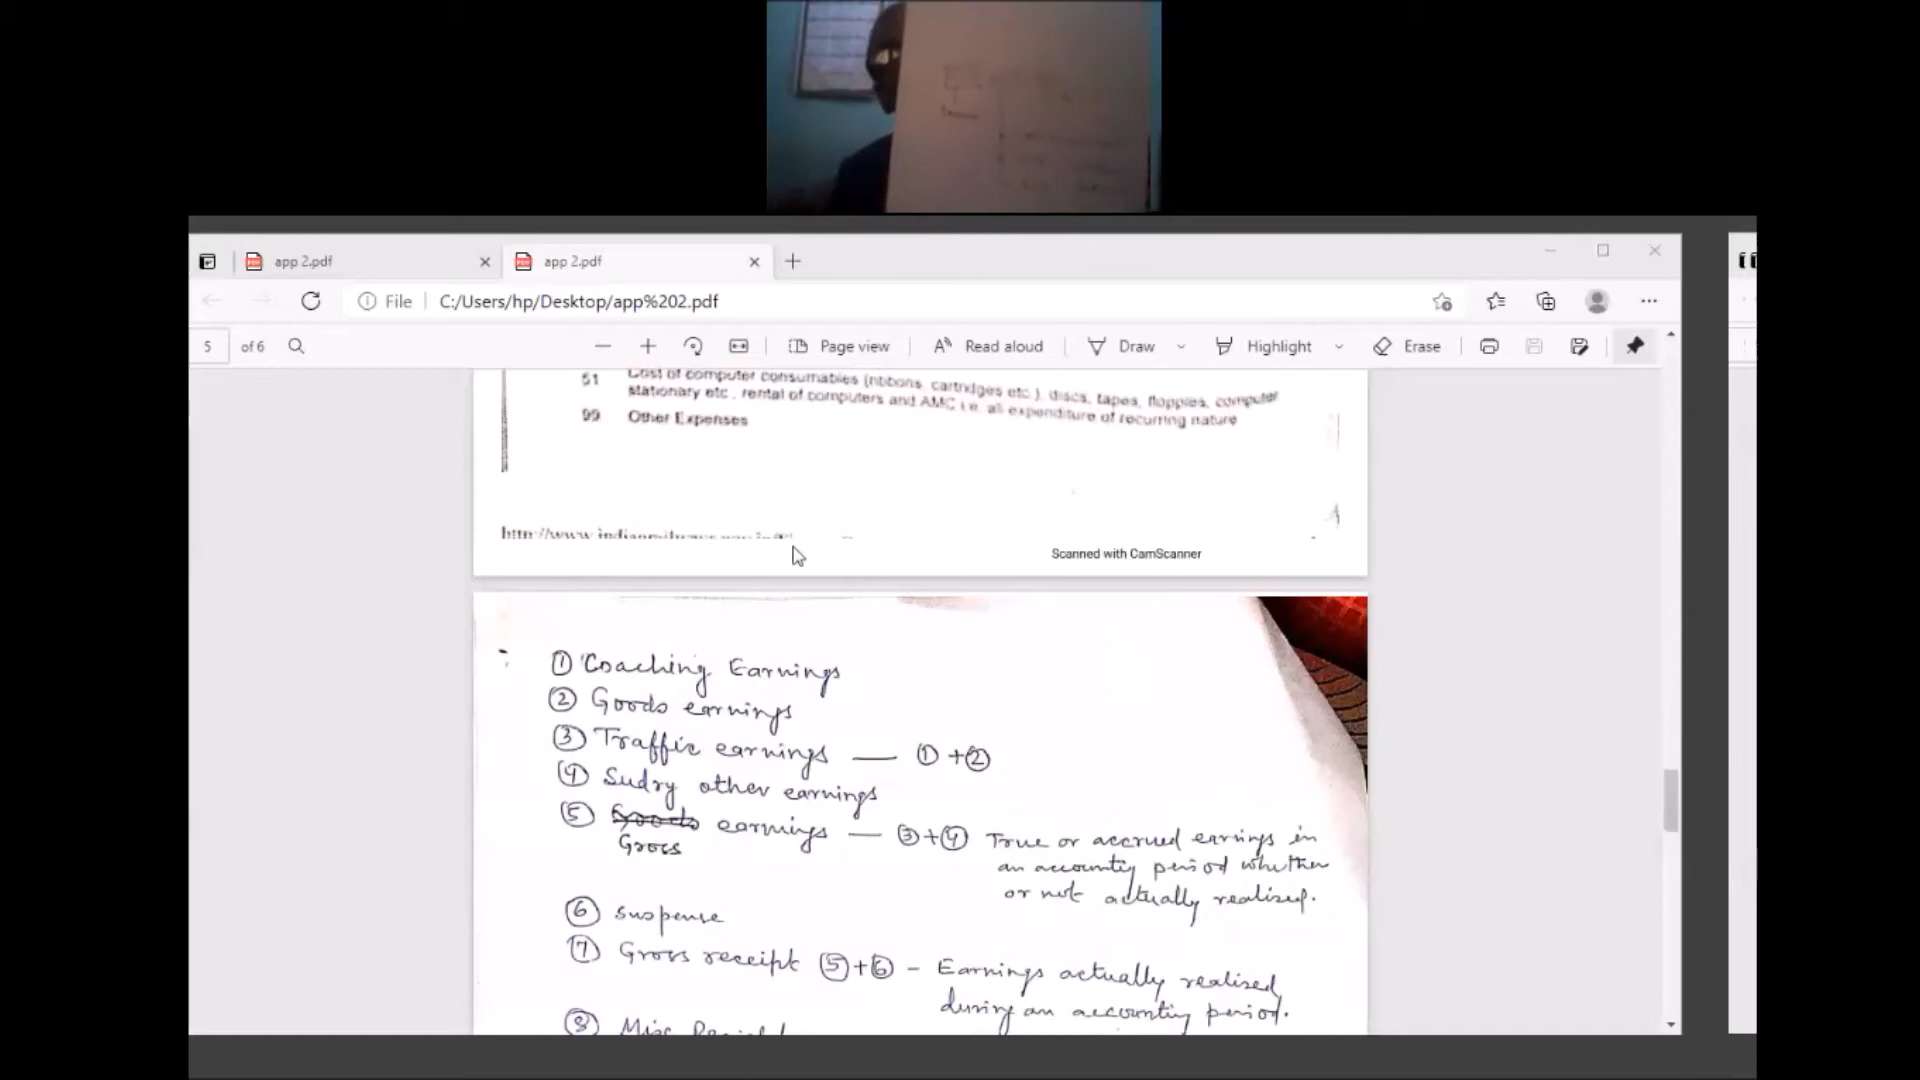 app 2.pdf
app 2.pdf
File C:/Users/hp/Desktop/app%202.pdf
5 of 6 Page view Read aloud Draw Highlight Erase
51 Cost of computer consumables (ribbons, cartridges etc.), discs, tapes, floppies, computer
stationary etc., rental of computers and AMC i.e. all expenditure of recurring nature
99 Other Expenses
Scanned with CamScanner
① Coaching Earnings
② Goods earnings
③ Traffic earnings — ① + ②
④ Sudry other earnings
⑤ Goods earnings — ③ + ④ True or accrued earnings in
Gross an accounting period whether
or not actually realised.
⑥ suspense
⑦ Gross receipt ⑤ + ⑥ - Earnings actually realised
during an accounting period.
⑧ Misc